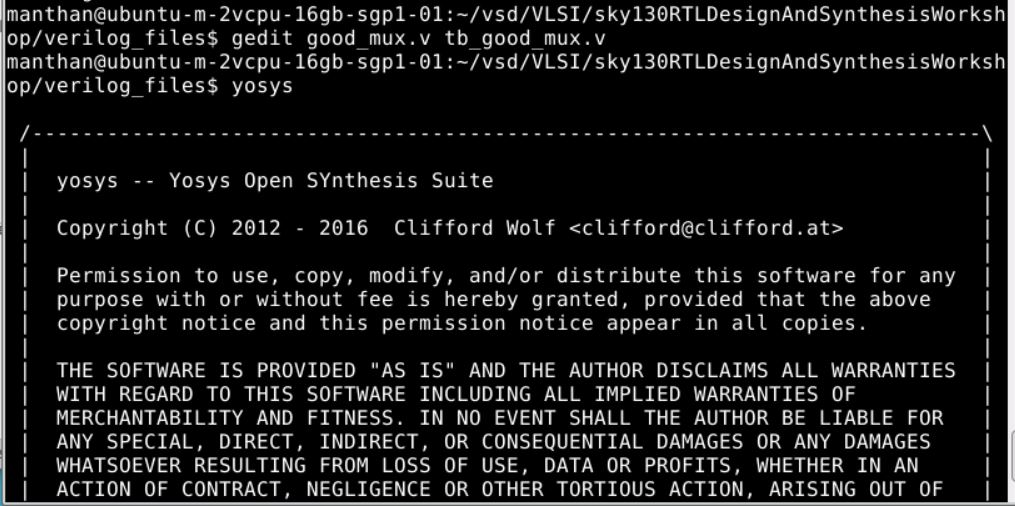 manthan@ubuntu-m-2vcpu-16gb-sgp1-01:~/vsd/VLSI/sky130RTLDesignAndSynthesisWorksh
op/verilog_files$ gedit good_mux.v tb_good_mux.v
manthan@ubuntu-m-2vcpu-16gb-sgp1-01:~/vsd/VLSI/sky130RTLDesignAndSynthesisWorksh
op/verilog_files$ yosys
/----------------------------------------------------------------------------\
|                                                                            |
|  yosys -- Yosys Open SYnthesis Suite                                       |
|                                                                            |
|  Copyright (C) 2012 - 2016  Clifford Wolf <clifford@clifford.at>           |
|                                                                            |
|  Permission to use, copy, modify, and/or distribute this software for any  |
|  purpose with or without fee is hereby granted, provided that the above    |
|  copyright notice and this permission notice appear in all copies.         |
|                                                                            |
|  THE SOFTWARE IS PROVIDED "AS IS" AND THE AUTHOR DISCLAIMS ALL WARRANTIES  |
|  WITH REGARD TO THIS SOFTWARE INCLUDING ALL IMPLIED WARRANTIES OF          |
|  MERCHANTABILITY AND FITNESS. IN NO EVENT SHALL THE AUTHOR BE LIABLE FOR   |
|  ANY SPECIAL, DIRECT, INDIRECT, OR CONSEQUENTIAL DAMAGES OR ANY DAMAGES    |
|  WHATSOEVER RESULTING FROM LOSS OF USE, DATA OR PROFITS, WHETHER IN AN     |
|  ACTION OF CONTRACT, NEGLIGENCE OR OTHER TORTIOUS ACTION, ARISING OUT OF   |